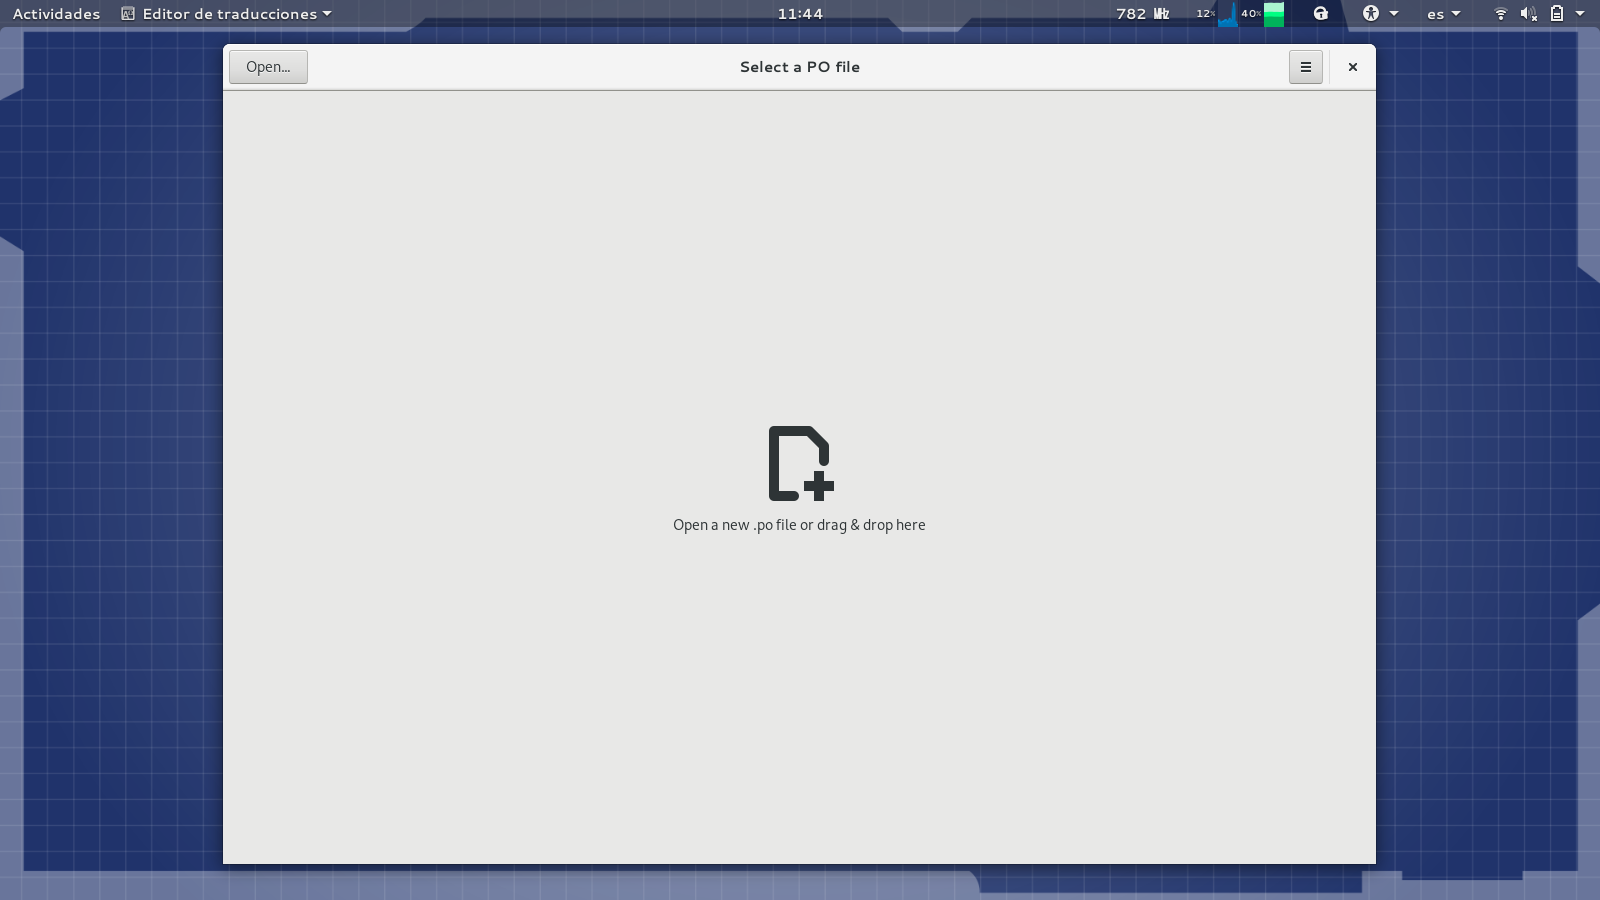 Actividades Editor de traducciones 11:44 782 MHz 12% 40% es
Open... Select a PO file
Open a new .po file or drag & drop here